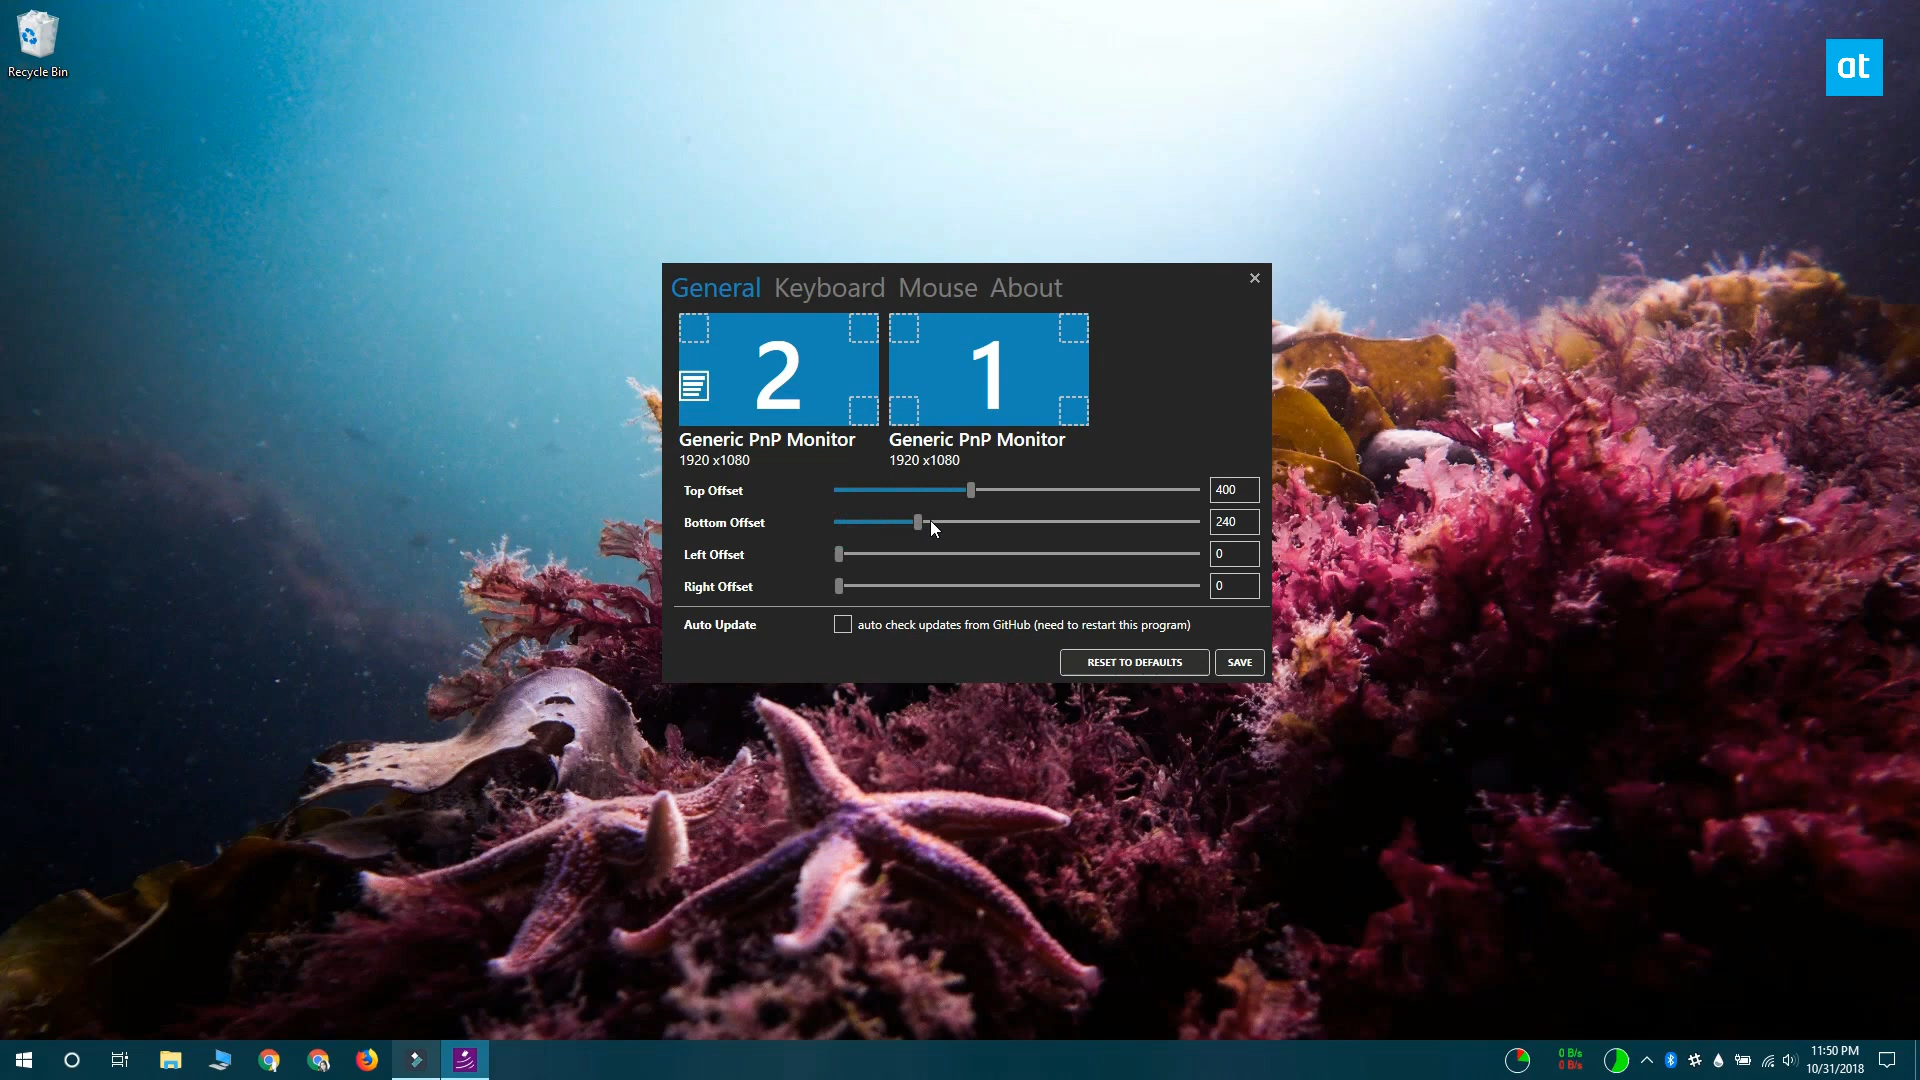 Recycle Bin
at
General Keyboard Mouse About
2 1
Generic PnP Monitor Generic PnP Monitor
1920 x1080 1920 x1080
Top Offset 400
Bottom Offset 240
Left Offset 0
Right Offset 0
Auto Update auto check updates from GitHub (need to restart this program)
RESET TO DEFAULTS SAVE
0 B/s
0 B/s
11:50 PM
10/31/2018